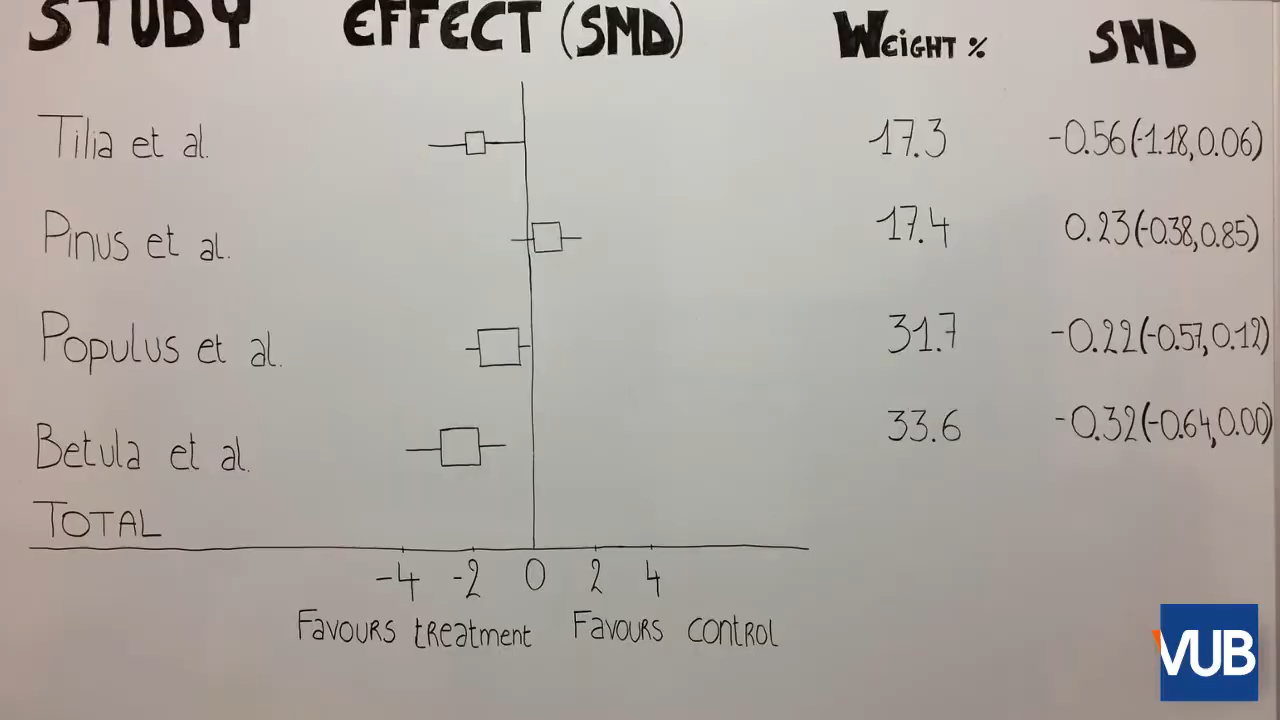 STUDY EFFECT (SMD) WEIGHT % SMD
Tilia et al. 17.3 -0.56(-1.18,0.06)
Pinus et al. 17.4 0.23(-0.38,0.85)
Populus et al. 31.7 -0.22(-0.57,0.12)
Betula et al. 33.6 -0.32(-0.64,0.00)
TOTAL
-4 -2 0 2 4
Favours treatment Favours control
VUB